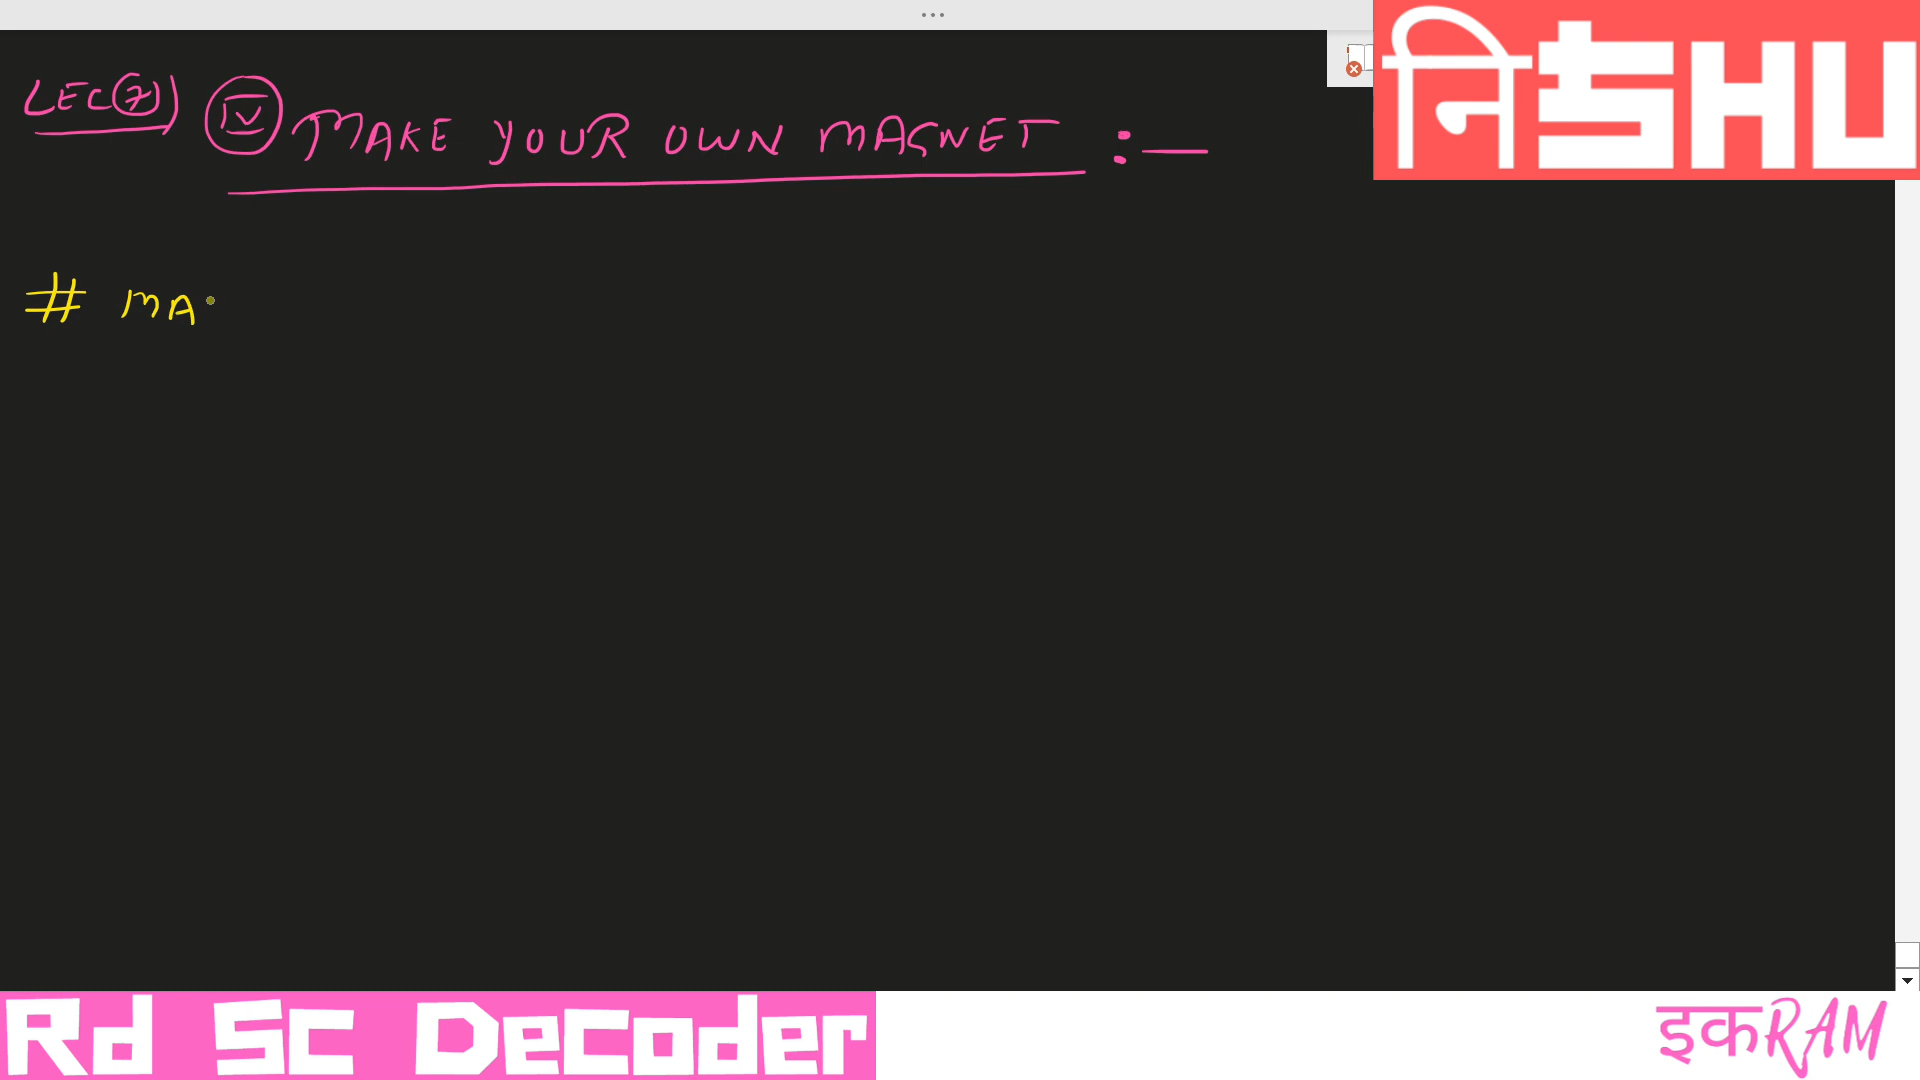 LEC(7) IV MAKE YOUR OWN MAGNET :—
निSHU
# MA
Rd Sc Decoder
इकRAM